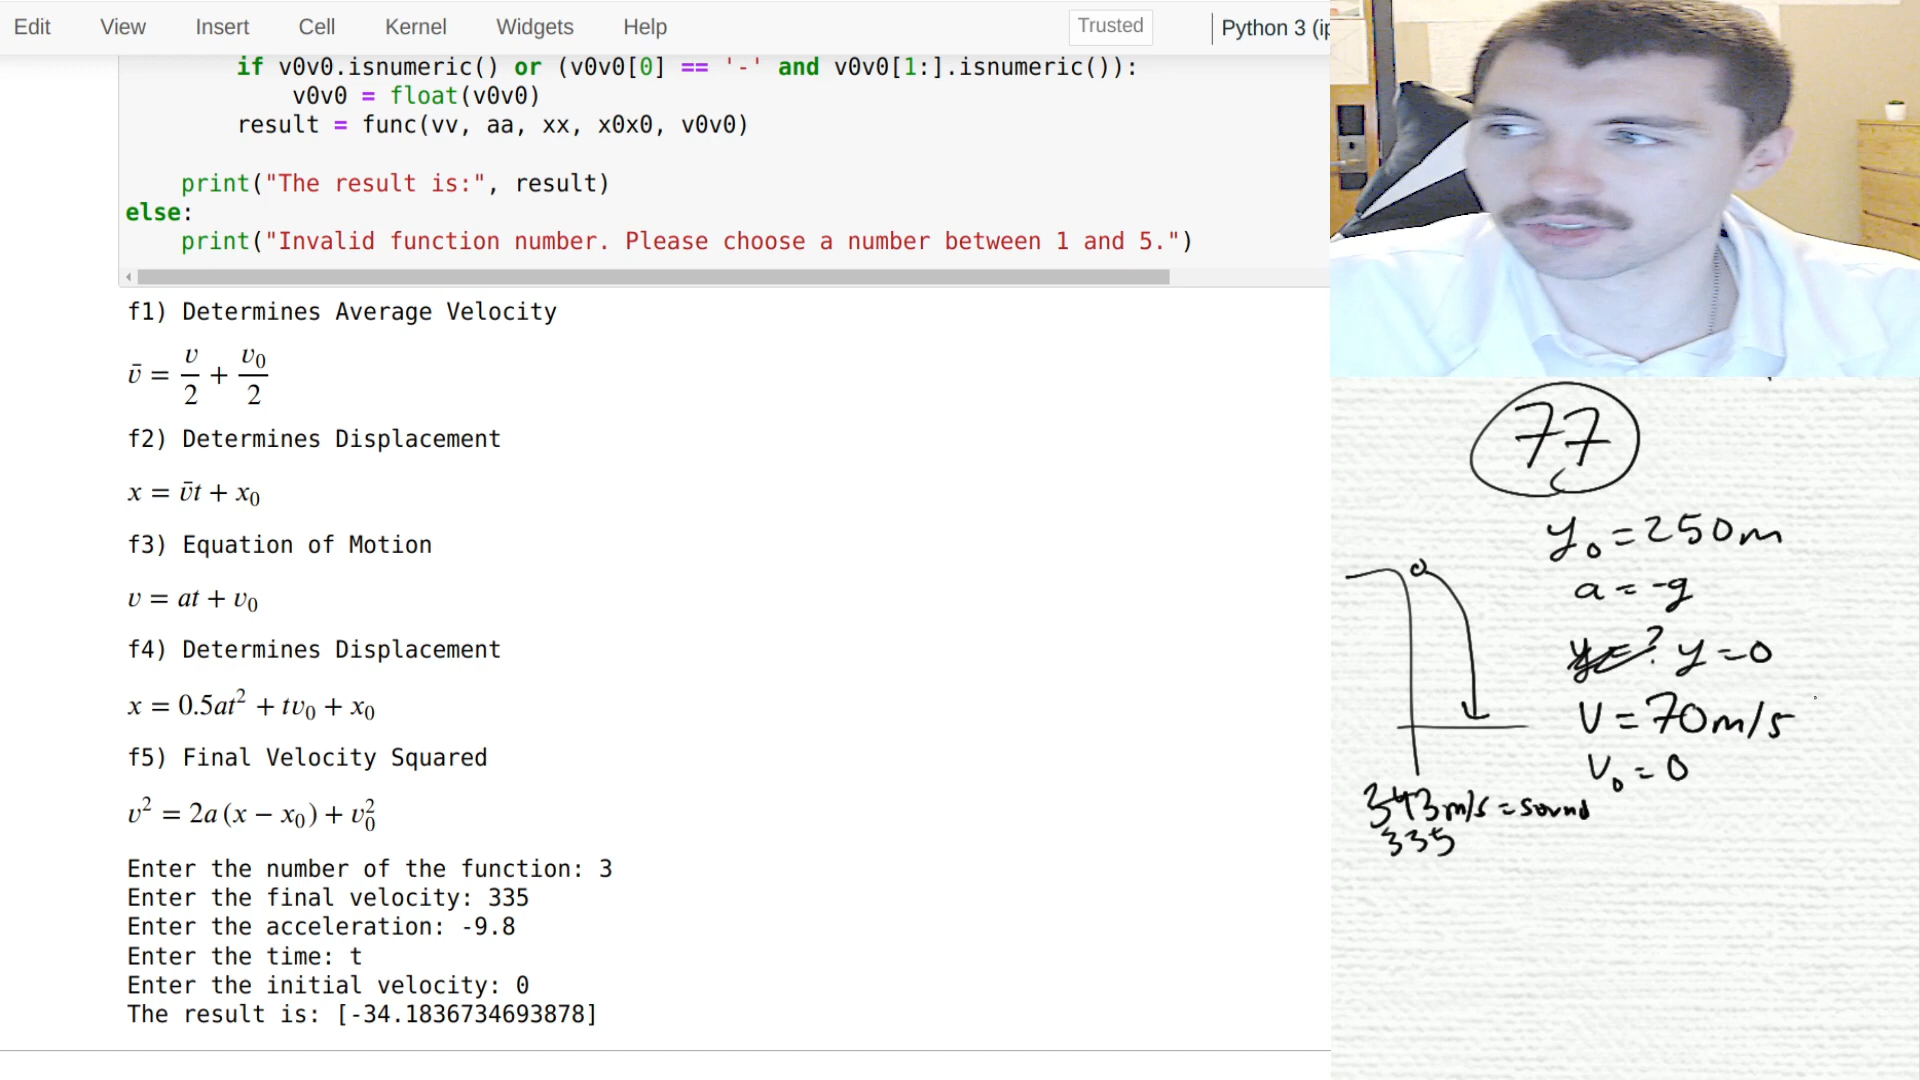 Edit View Insert Cell Kernel Widgets Help Trusted Python 3 (ip
if v0v0.isnumeric() or (v0v0[0] == '-' and v0v0[1:].isnumeric()):
v0v0 = float(v0v0)
result = func(vv, aa, xx, x0x0, v0v0)
print("The result is:", result)
else:
print("Invalid function number. Please choose a number between 1 and 5.")
f1) Determines Average Velocity
v̄ = v/2 + v₀/2
f2) Determines Displacement
x = v̄t + x₀
f3) Equation of Motion
v = at + v₀
f4) Determines Displacement
x = 0.5at² + tv₀ + x₀
f5) Final Velocity Squared
v² = 2a (x − x₀) + v₀²
Enter the number of the function: 3
Enter the final velocity: 335
Enter the acceleration: -9.8
Enter the time: t
Enter the initial velocity: 0
The result is: [-34.1836734693878]
77
y₀ = 250m
a = -g
y = 0
V = 70m/s
V₀ = 0
343m/s = sound
335